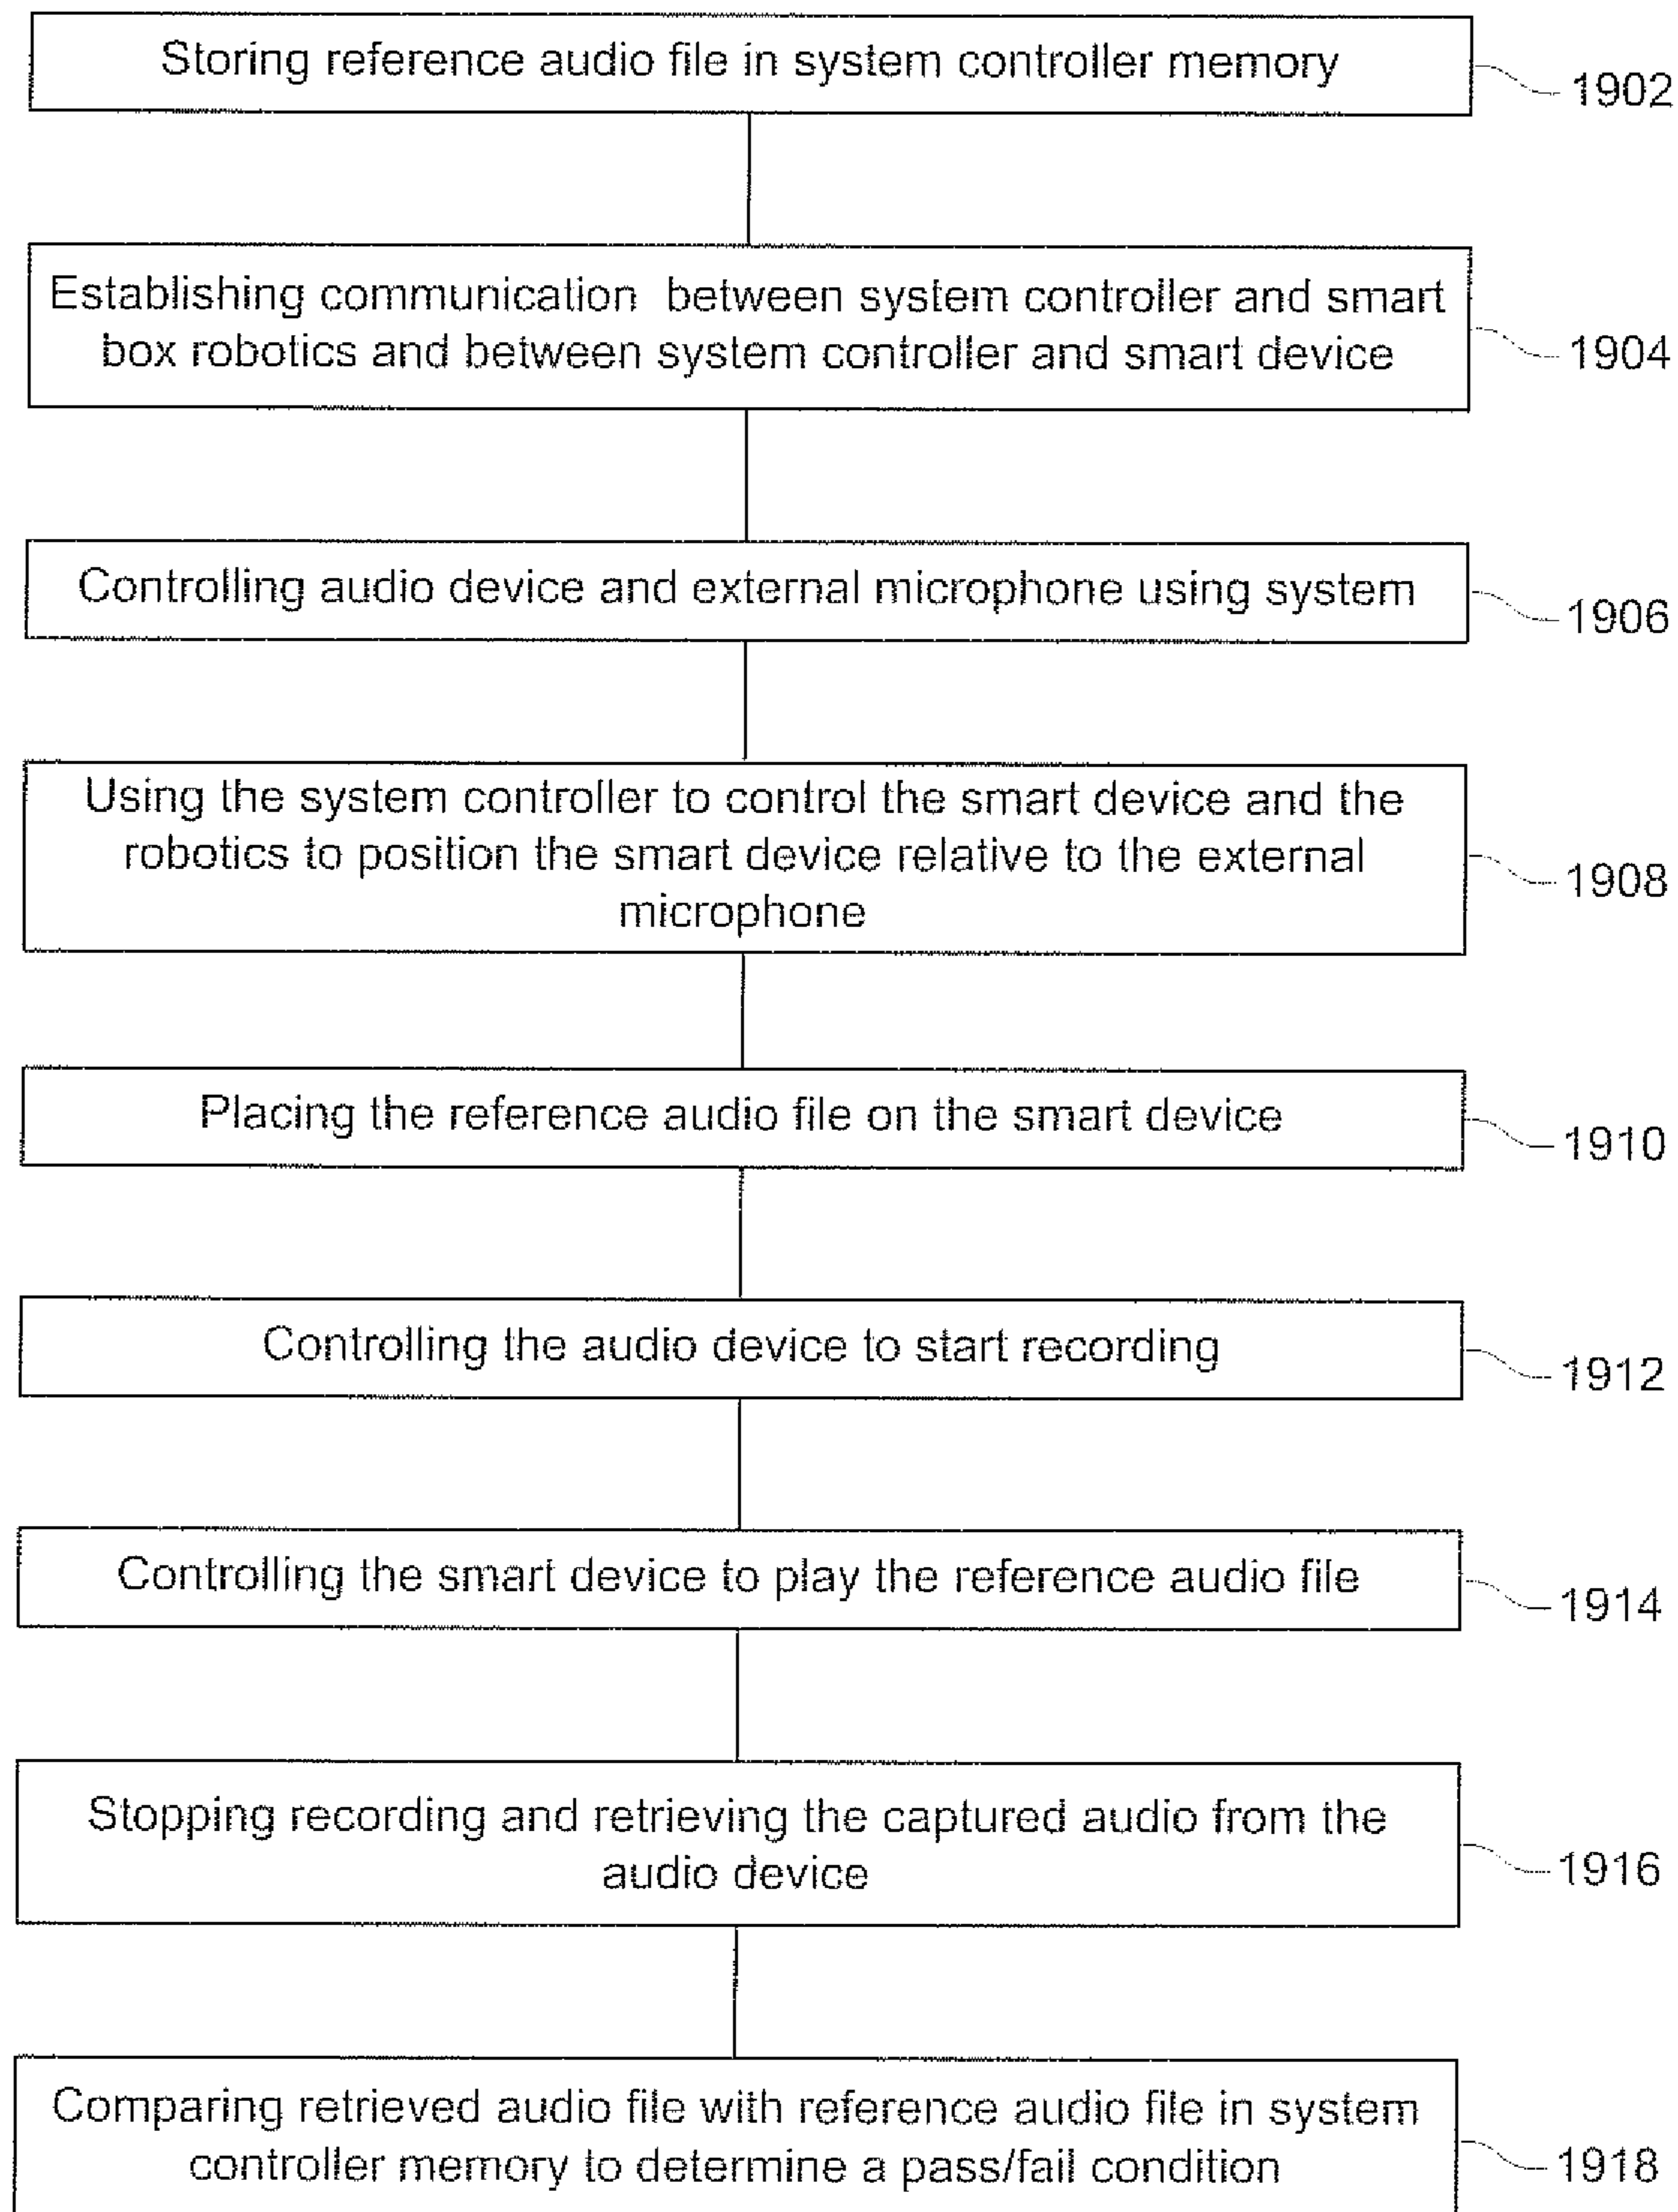 Storing reference audio file in system controller memory
1902
Establishing communication between system controller and smart
box robotics and between system controller and smart device
1904
Controlling audio device and external microphone using system
1906
Using the system controller to control the smart device and the
robotics to position the smart device relative to the external
microphone
1908
Placing the reference audio file on the smart device
1910
Controlling the audio device to start recording
1912
Controlling the smart device to play the reference audio file
1914
Stopping recording and retrieving the captured audio from the
audio device
1916
Comparing retrieved audio file with reference audio file in system
controller memory to determine a pass/fail condition
1918